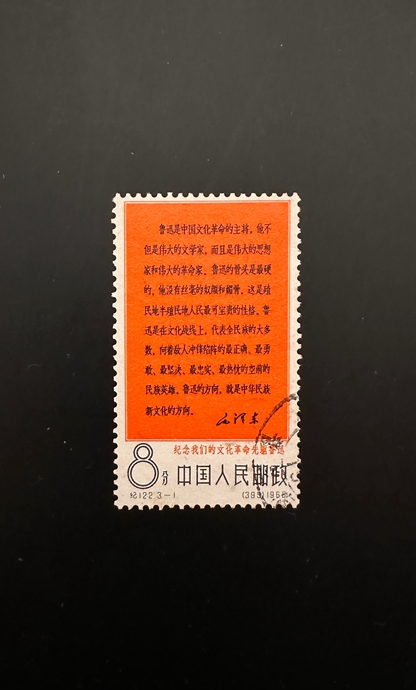 鲁迅是中国文化革命的主将，他不
但是伟大的文学家，而且是伟大的思想
家和伟大的革命家。鲁迅的骨头是最硬
的，他没有丝毫的奴颜和媚骨，这是殖
民地半殖民地人民最可宝贵的性格。鲁
迅是在文化战线上，代表全民族的大多
数，向着敌人冲锋陷阵的最正确、最勇
敢、最坚决、最忠实、最热忱的空前的
民族英雄。鲁迅的方向，就是中华民族
新文化的方向。
毛泽东
纪念我们的文化革命先驱鲁迅
8分 中国人民邮政
纪122.3-1 (395) 1966